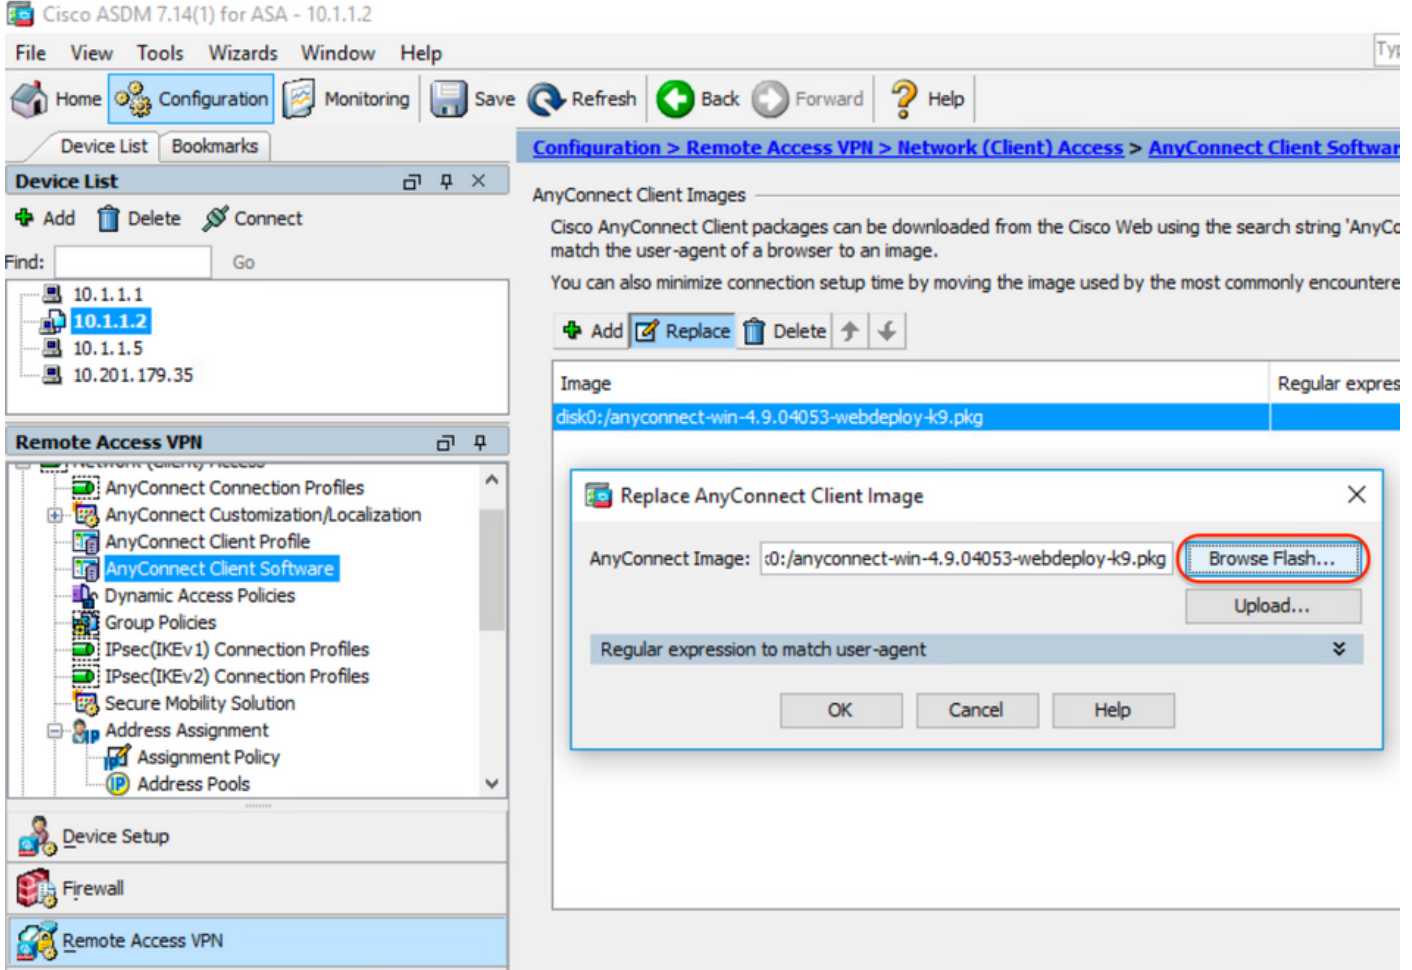 Cisco ASDM 7.14(1) for ASA - 10.1.1.2
File View Tools Wizards Window Help
Home Configuration Monitoring Save Refresh Back Forward Help
Device List Bookmarks
Configuration > Remote Access VPN > Network (Client) Access > AnyConnect Client Softwar
Device List
Add Delete Connect
Find: Go
10.1.1.1
10.1.1.2
10.1.1.5
10.201.179.35
AnyConnect Client Images
Cisco AnyConnect Client packages can be downloaded from the Cisco Web using the search string 'AnyCo
match the user-agent of a browser to an image.
You can also minimize connection setup time by moving the image used by the most commonly encountere
Add Replace Delete
Image Regular expres
disk0:/anyconnect-win-4.9.04053-webdeploy-k9.pkg
Remote Access VPN
Network (Client) Access
AnyConnect Connection Profiles
AnyConnect Customization/Localization
AnyConnect Client Profile
AnyConnect Client Software
Dynamic Access Policies
Group Policies
IPsec(IKEv1) Connection Profiles
IPsec(IKEv2) Connection Profiles
Secure Mobility Solution
Address Assignment
Assignment Policy
Address Pools
Replace AnyConnect Client Image
AnyConnect Image: 0:/anyconnect-win-4.9.04053-webdeploy-k9.pkg Browse Flash...
Upload...
Regular expression to match user-agent
OK Cancel Help
Device Setup
Firewall
Remote Access VPN